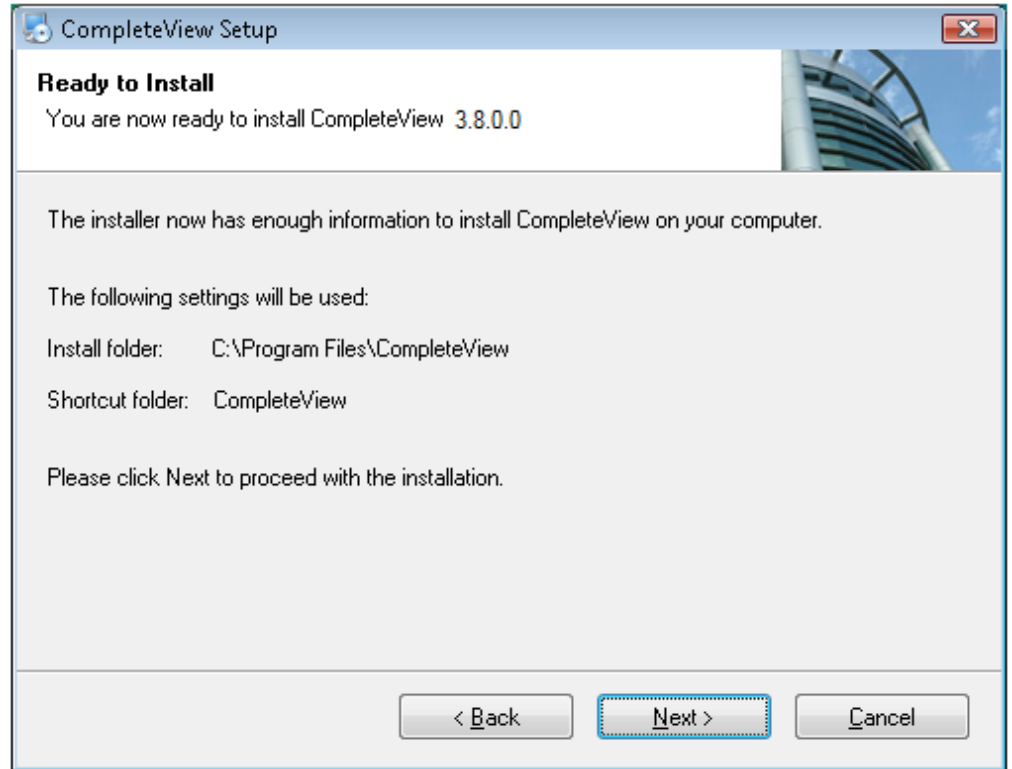 CompleteView Setup
Ready to Install
You are now ready to install CompleteView 3.8.0.0
The installer now has enough information to install CompleteView on your computer.
The following settings will be used:
Install folder: C:\Program Files\CompleteView
Shortcut folder: CompleteView
Please click Next to proceed with the installation.
< Back Next > Cancel